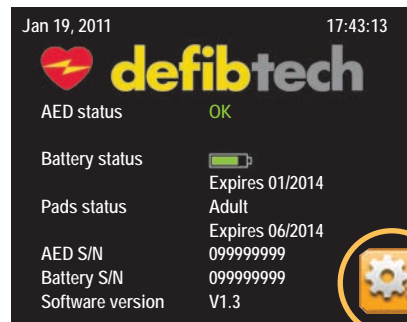 Jan 19, 2011 17:43:13
defibtech
AED status OK
Battery status
Expires 01/2014
Pads status Adult
Expires 06/2014
AED S/N 099999999
Battery S/N 099999999
Software version V1.3